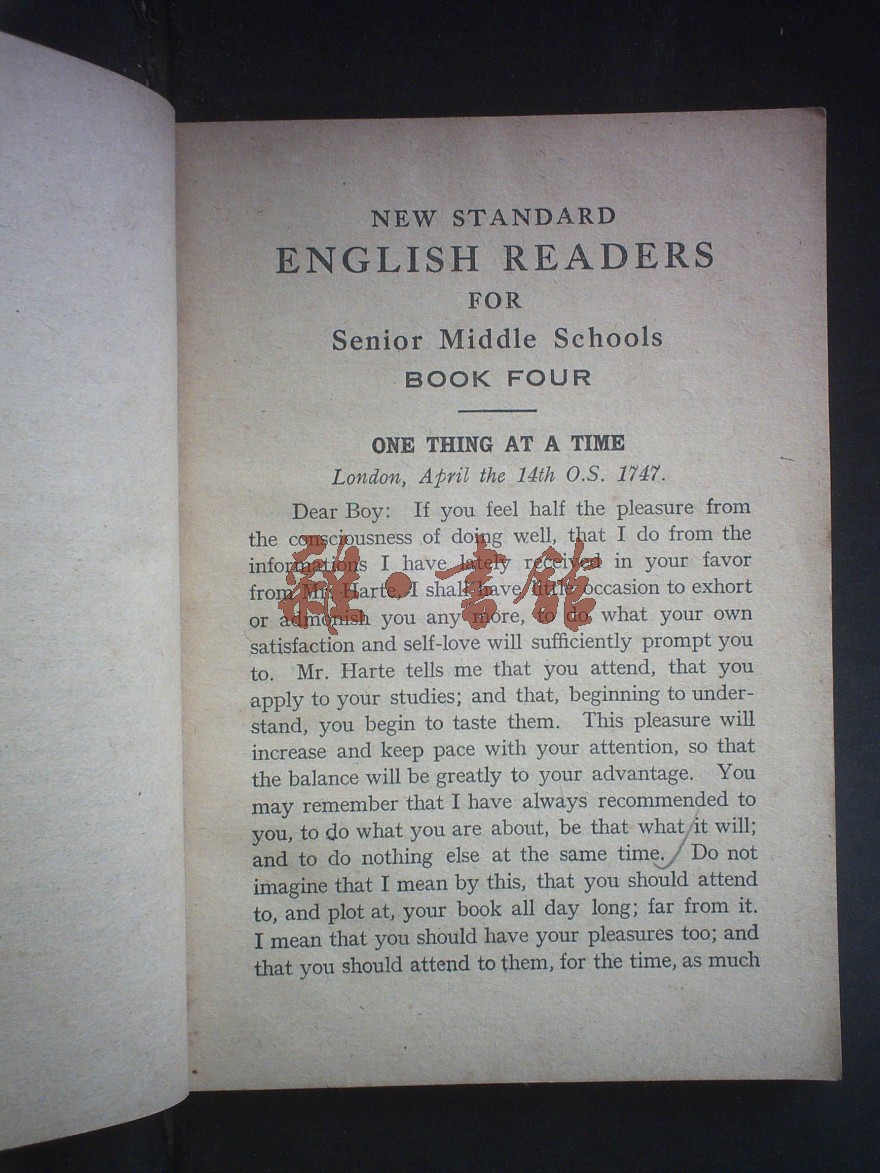 NEW STANDARD
ENGLISH READERS
FOR
Senior Middle Schools
BOOK FOUR
ONE THING AT A TIME
London, April the 14th O.S. 1747.
Dear Boy: If you feel half the pleasure from
the consciousness of doing well, that I do from the
informations I have lately received in your favor
from Mr. Harte, I shall have little occasion to exhort
or admonish you any more, to do what your own
satisfaction and self-love will sufficiently prompt you
to. Mr. Harte tells me that you attend, that you
apply to your studies; and that, beginning to under-
stand, you begin to taste them. This pleasure will
increase and keep pace with your attention, so that
the balance will be greatly to your advantage. You
may remember that I have always recommended to
you, to do what you are about, be that what it will;
and to do nothing else at the same time. Do not
imagine that I mean by this, that you should attend
to, and plot at, your book all day long; far from it.
I mean that you should have your pleasures too; and
that you should attend to them, for the time, as much
雜·書館